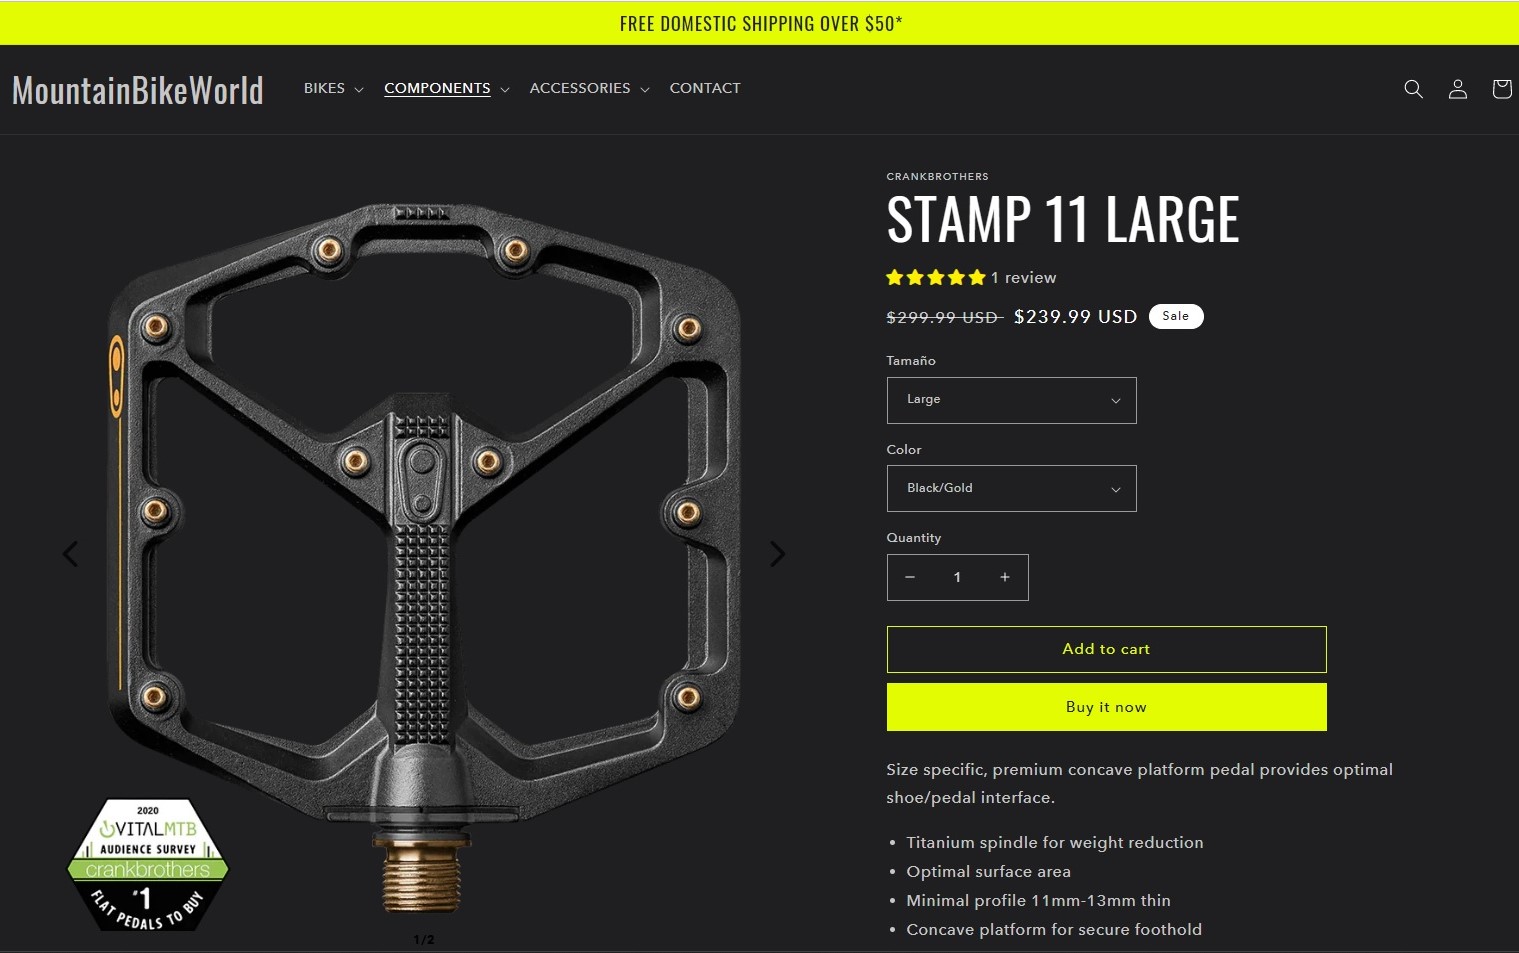 FREE DOMESTIC SHIPPING OVER $50*
MountainBikeWorld
BIKES
COMPONENTS
ACCESSORIES
CONTACT
CRANKBROTHERS
STAMP 11 LARGE
1 review
$299.99 USD $239.99 USD Sale
Tamaño
Large
Color
Black/Gold
Quantity
− 1 +
Add to cart
Buy it now
Size specific, premium concave platform pedal provides optimal
shoe/pedal interface.
• Titanium spindle for weight reduction
• Optimal surface area
• Minimal profile 11mm-13mm thin
• Concave platform for secure foothold
2020
VITALMTB
AUDIENCE SURVEY
crankbrothers
#1
FLAT PEDALS TO BUY
1/2